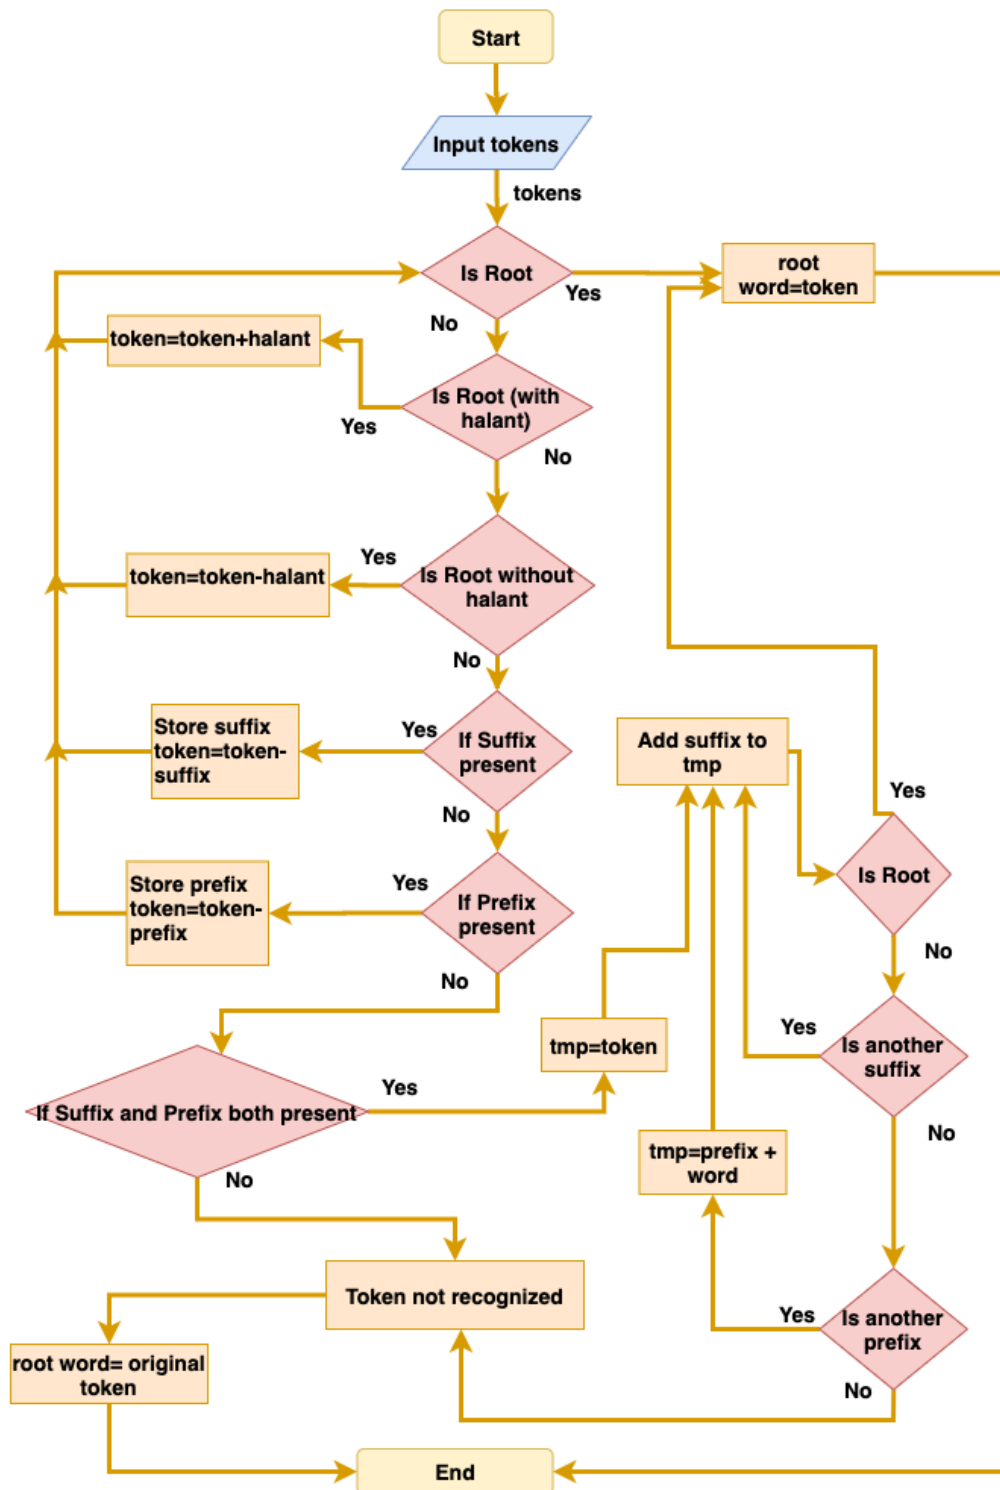 Start
Input tokens
tokens
Is Root
Yes
root
word=token
No
token=token+halant
Is Root (with
halant)
Yes
No
Yes
token=token-halant
Is Root without
halant
No
Store suffix
token=token-
suffix
Yes
If Suffix
present
Add suffix to
tmp
Yes
No
Store prefix
token=token-
prefix
Yes
If Prefix
present
Is Root
No
No
tmp=token
Yes
Is another
suffix
If Suffix and Prefix both present
Yes
No
tmp=prefix +
word
No
Token not recognized
Yes
Is another
prefix
root word= original
token
No
End